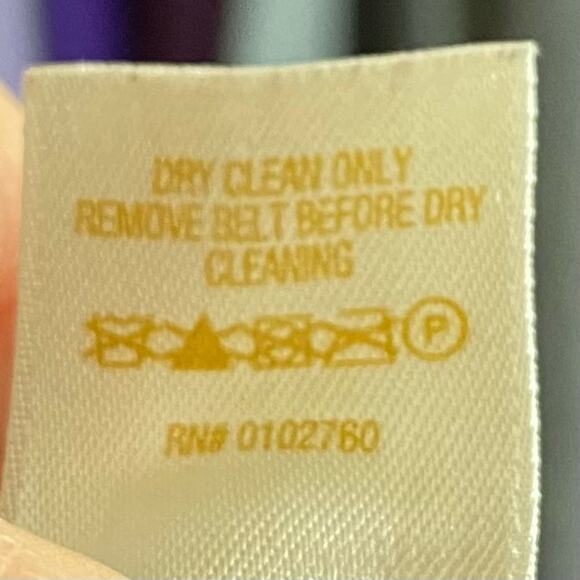 DRY CLEAN ONLY
REMOVE BELT BEFORE DRY
CLEANING
P
RN# 0102760